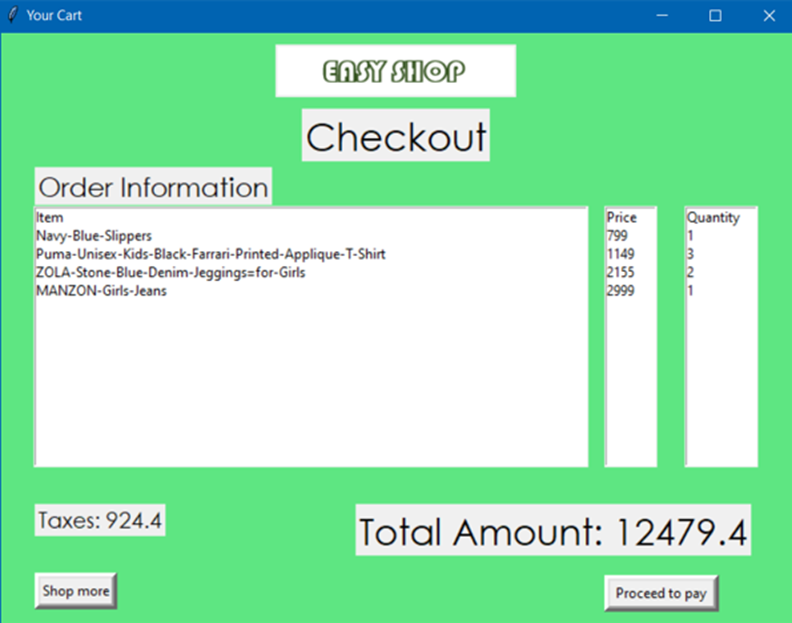 Your Cart
EASY SHOP
Checkout
Order Information
Item Price Quantity
Navy-Blue-Slippers 799 1
Puma-Unisex-Kids-Black-Farrari-Printed-Applique-T-Shirt 1149 3
ZOLA-Stone-Blue-Denim-Jeggings=for-Girls 2155 2
MANZON-Girls-Jeans 2999 1
Taxes: 924.4
Total Amount: 12479.4
Shop more
Proceed to pay